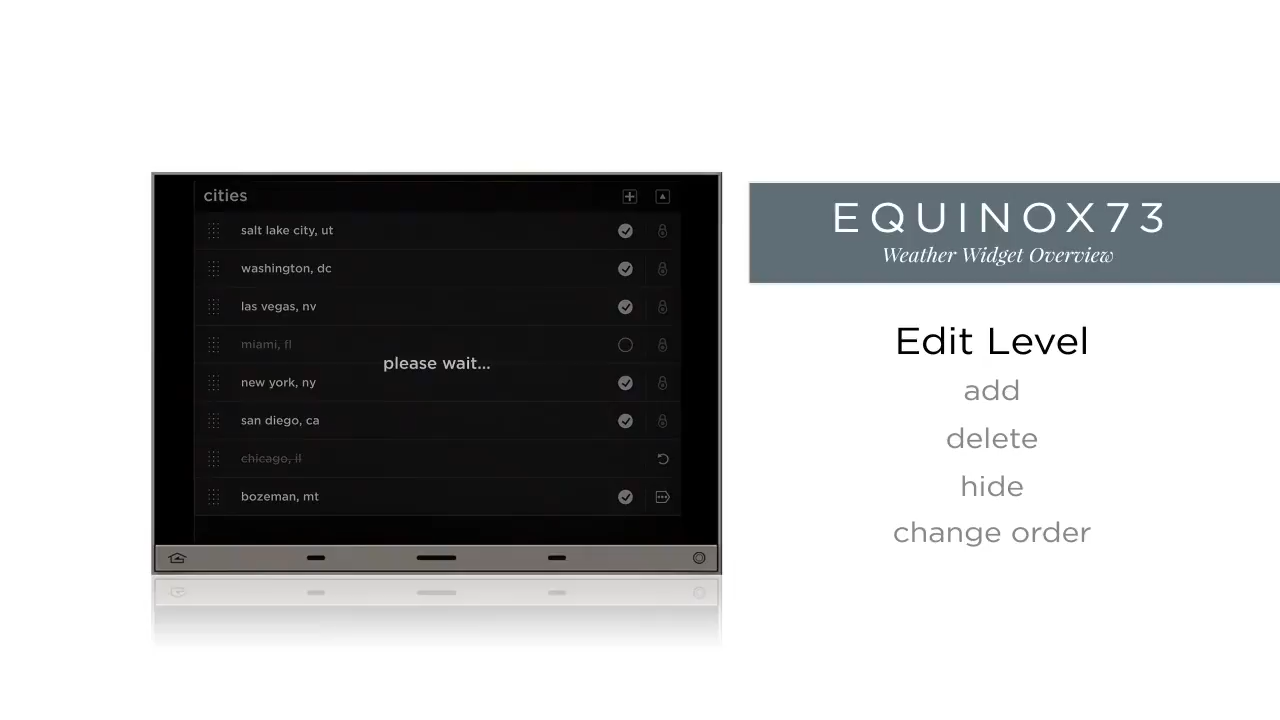 cities
salt lake city, ut
washington, dc
las vegas, nv
miami, fl
please wait...
new york, ny
san diego, ca
chicago, il
bozeman, mt
EQUINOX73
Weather Widget Overview
Edit Level
add
delete
hide
change order